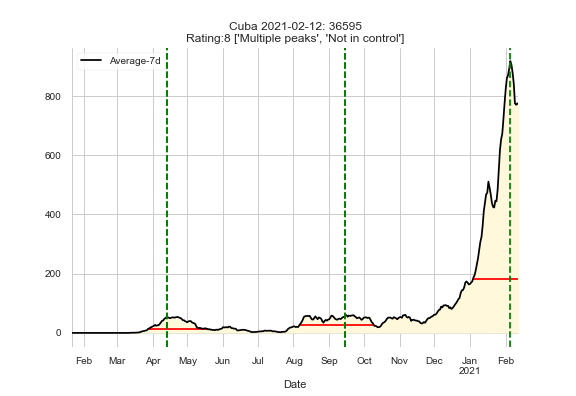 Cuba 2021-02-12: 36595
Rating:8 ['Multiple peaks', 'Not in control']
Average-7d
800
600
400
200
0
Feb Mar Apr May Jun Jul Aug Sep Oct Nov Dec Jan Feb
2021
Date